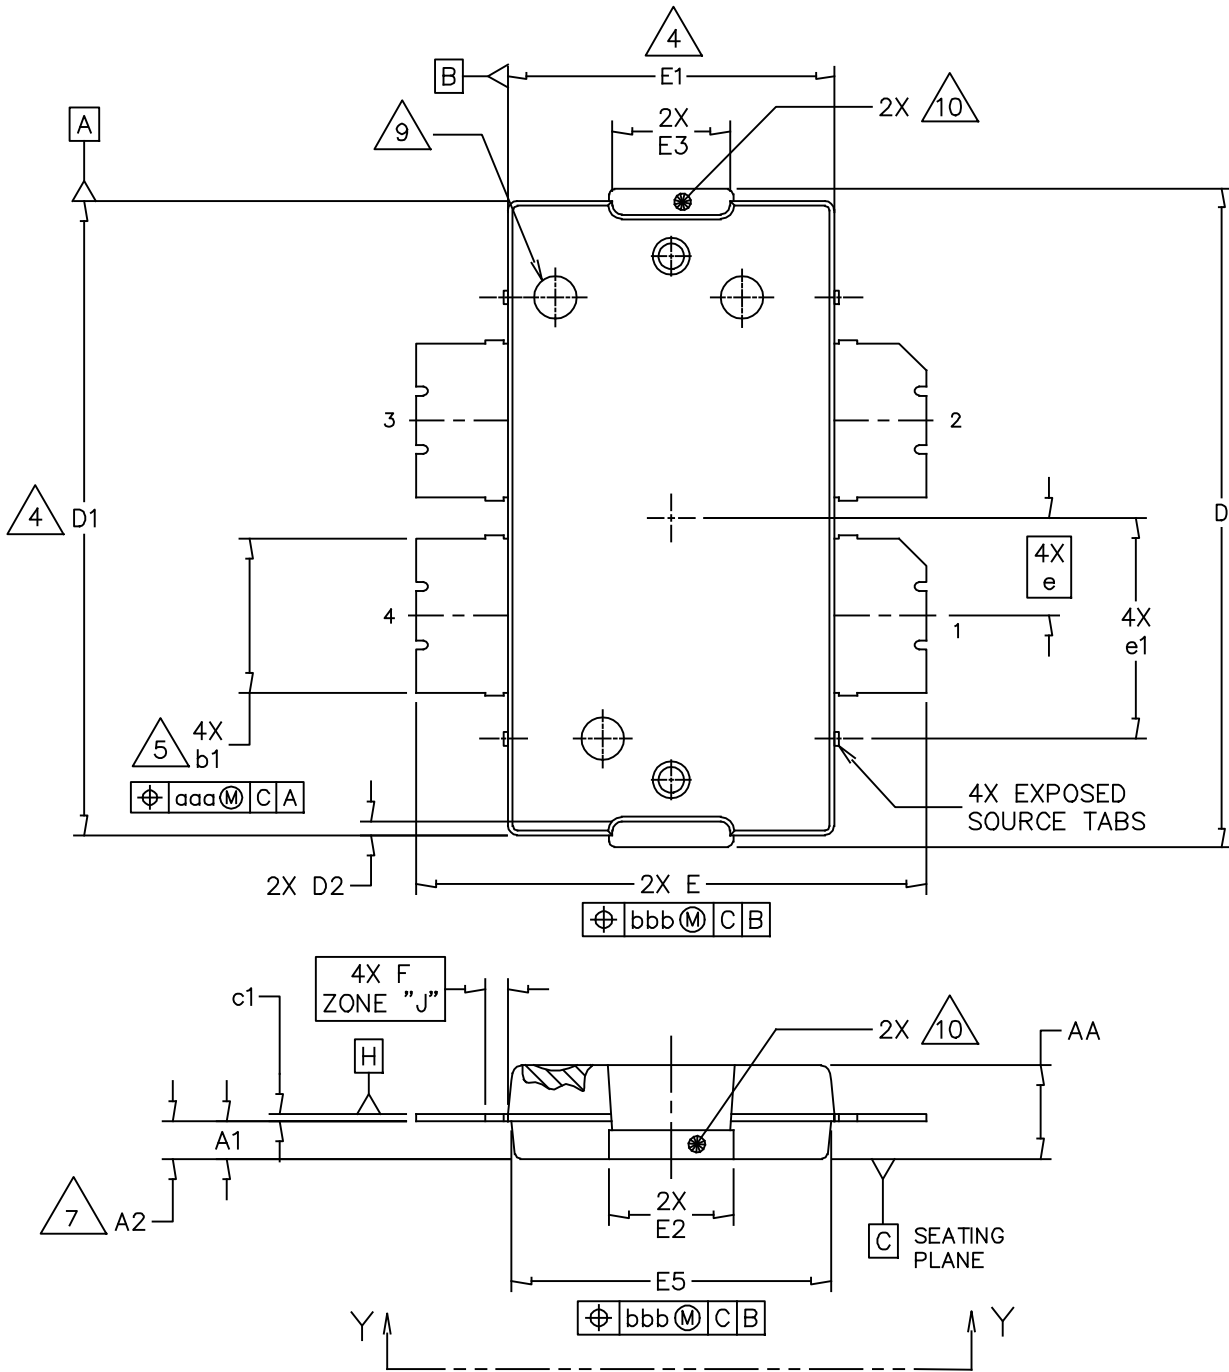 4
B
E1
2X
E3
2X 10
A
9
3
2
4
D1
D
4X
e
4
1
4X
e1
5
4X
b1
⌖ aaa Ⓜ C A
4X EXPOSED
SOURCE TABS
2X D2
2X E
⌖ bbb Ⓜ C B
4X F
ZONE "J"
c1
2X 10
AA
H
A1
7
A2
2X
E2
C
SEATING
PLANE
E5
⌖ bbb Ⓜ C B
Y
Y